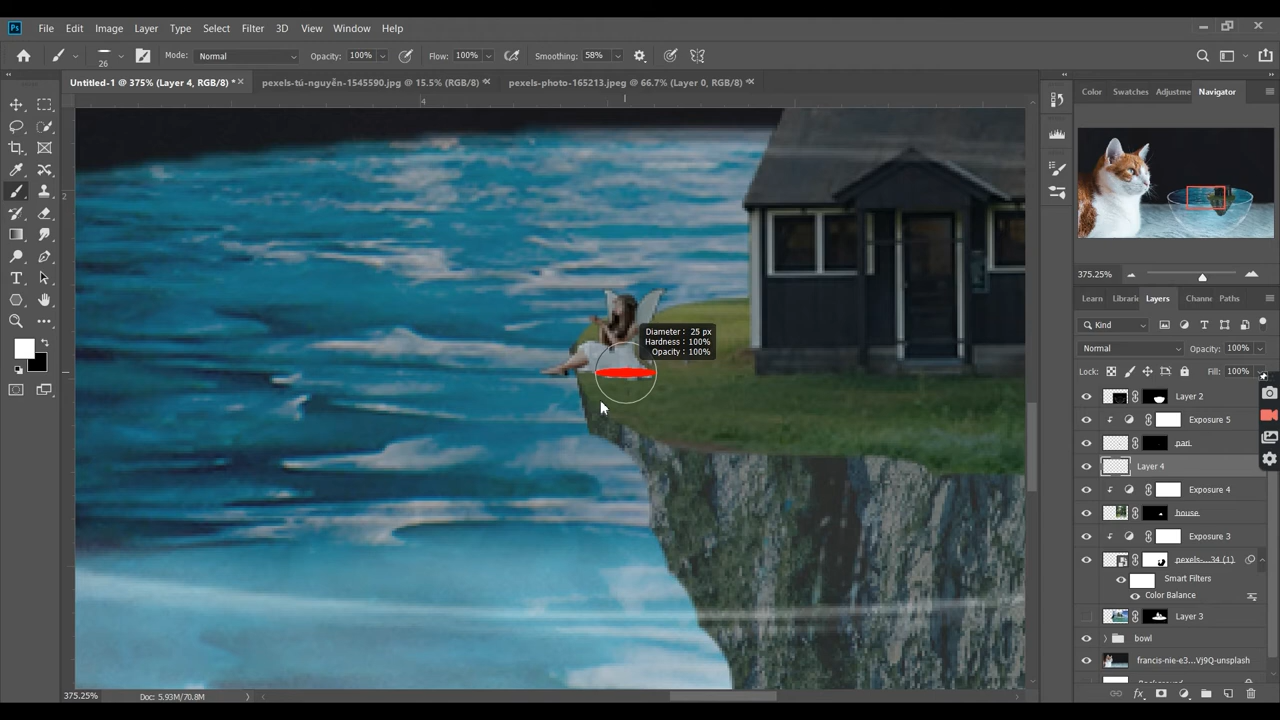 Ps File Edit Image Layer Type Select Filter 3D View Window Help
26 Mode: Normal Opacity: 100% Flow: 100% Smoothing: 58%
Untitled-1 @ 375% (Layer 4, RGB/8) * pexels-tú-nguyễn-1545590.jpg @ 15.5% (RGB/8) * pexels-photo-165213.jpeg @ 66.7% (Layer 0, RGB/8) *
Color Swatches Adjustme Navigator
4
2
375.25%
Learn Librarie Layers Chann Paths
Kind
Normal Opacity: 100%
Lock: Fill: 100%
Diameter: 25 px
Hardness: 100%
Opacity: 100%
Layer 2
Exposure 5
pari
Layer 4
Exposure 4
house
Exposure 3
pexels-...34 (1)
Smart Filters
Color Balance
Layer 3
bowl
francis-nie-e3...Vj9Q-unsplash
Background
375.25% Doc: 5.93M/70.8M